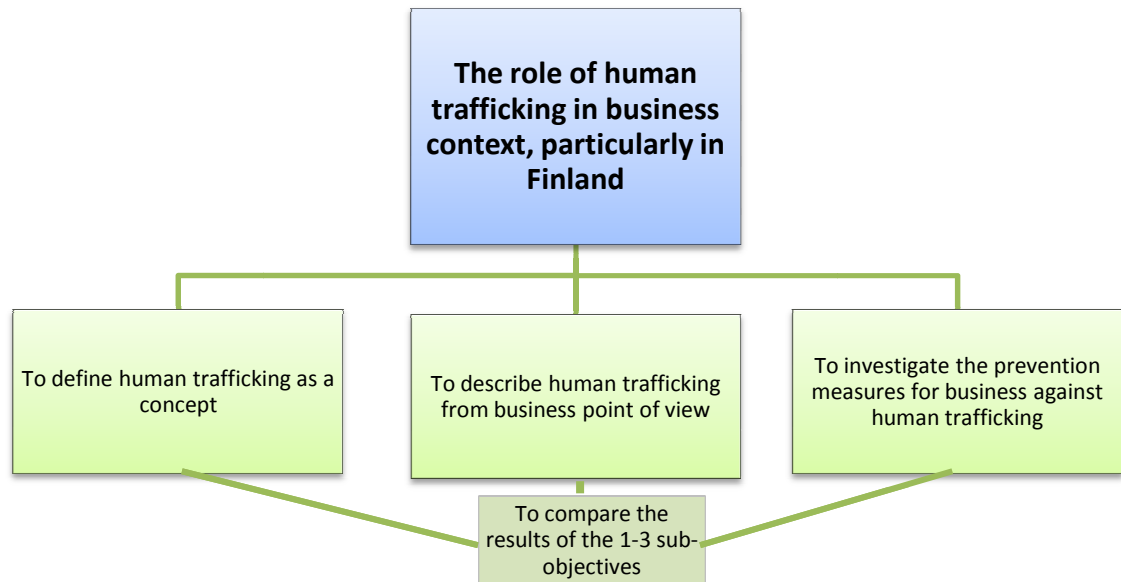 The role of human
trafficking in business
context, particularly in
Finland
To define human trafficking as a
concept
To describe human trafficking
from business point of view
To investigate the prevention
measures for business against
human trafficking
To compare the
results of the 1-3 sub-
objectives